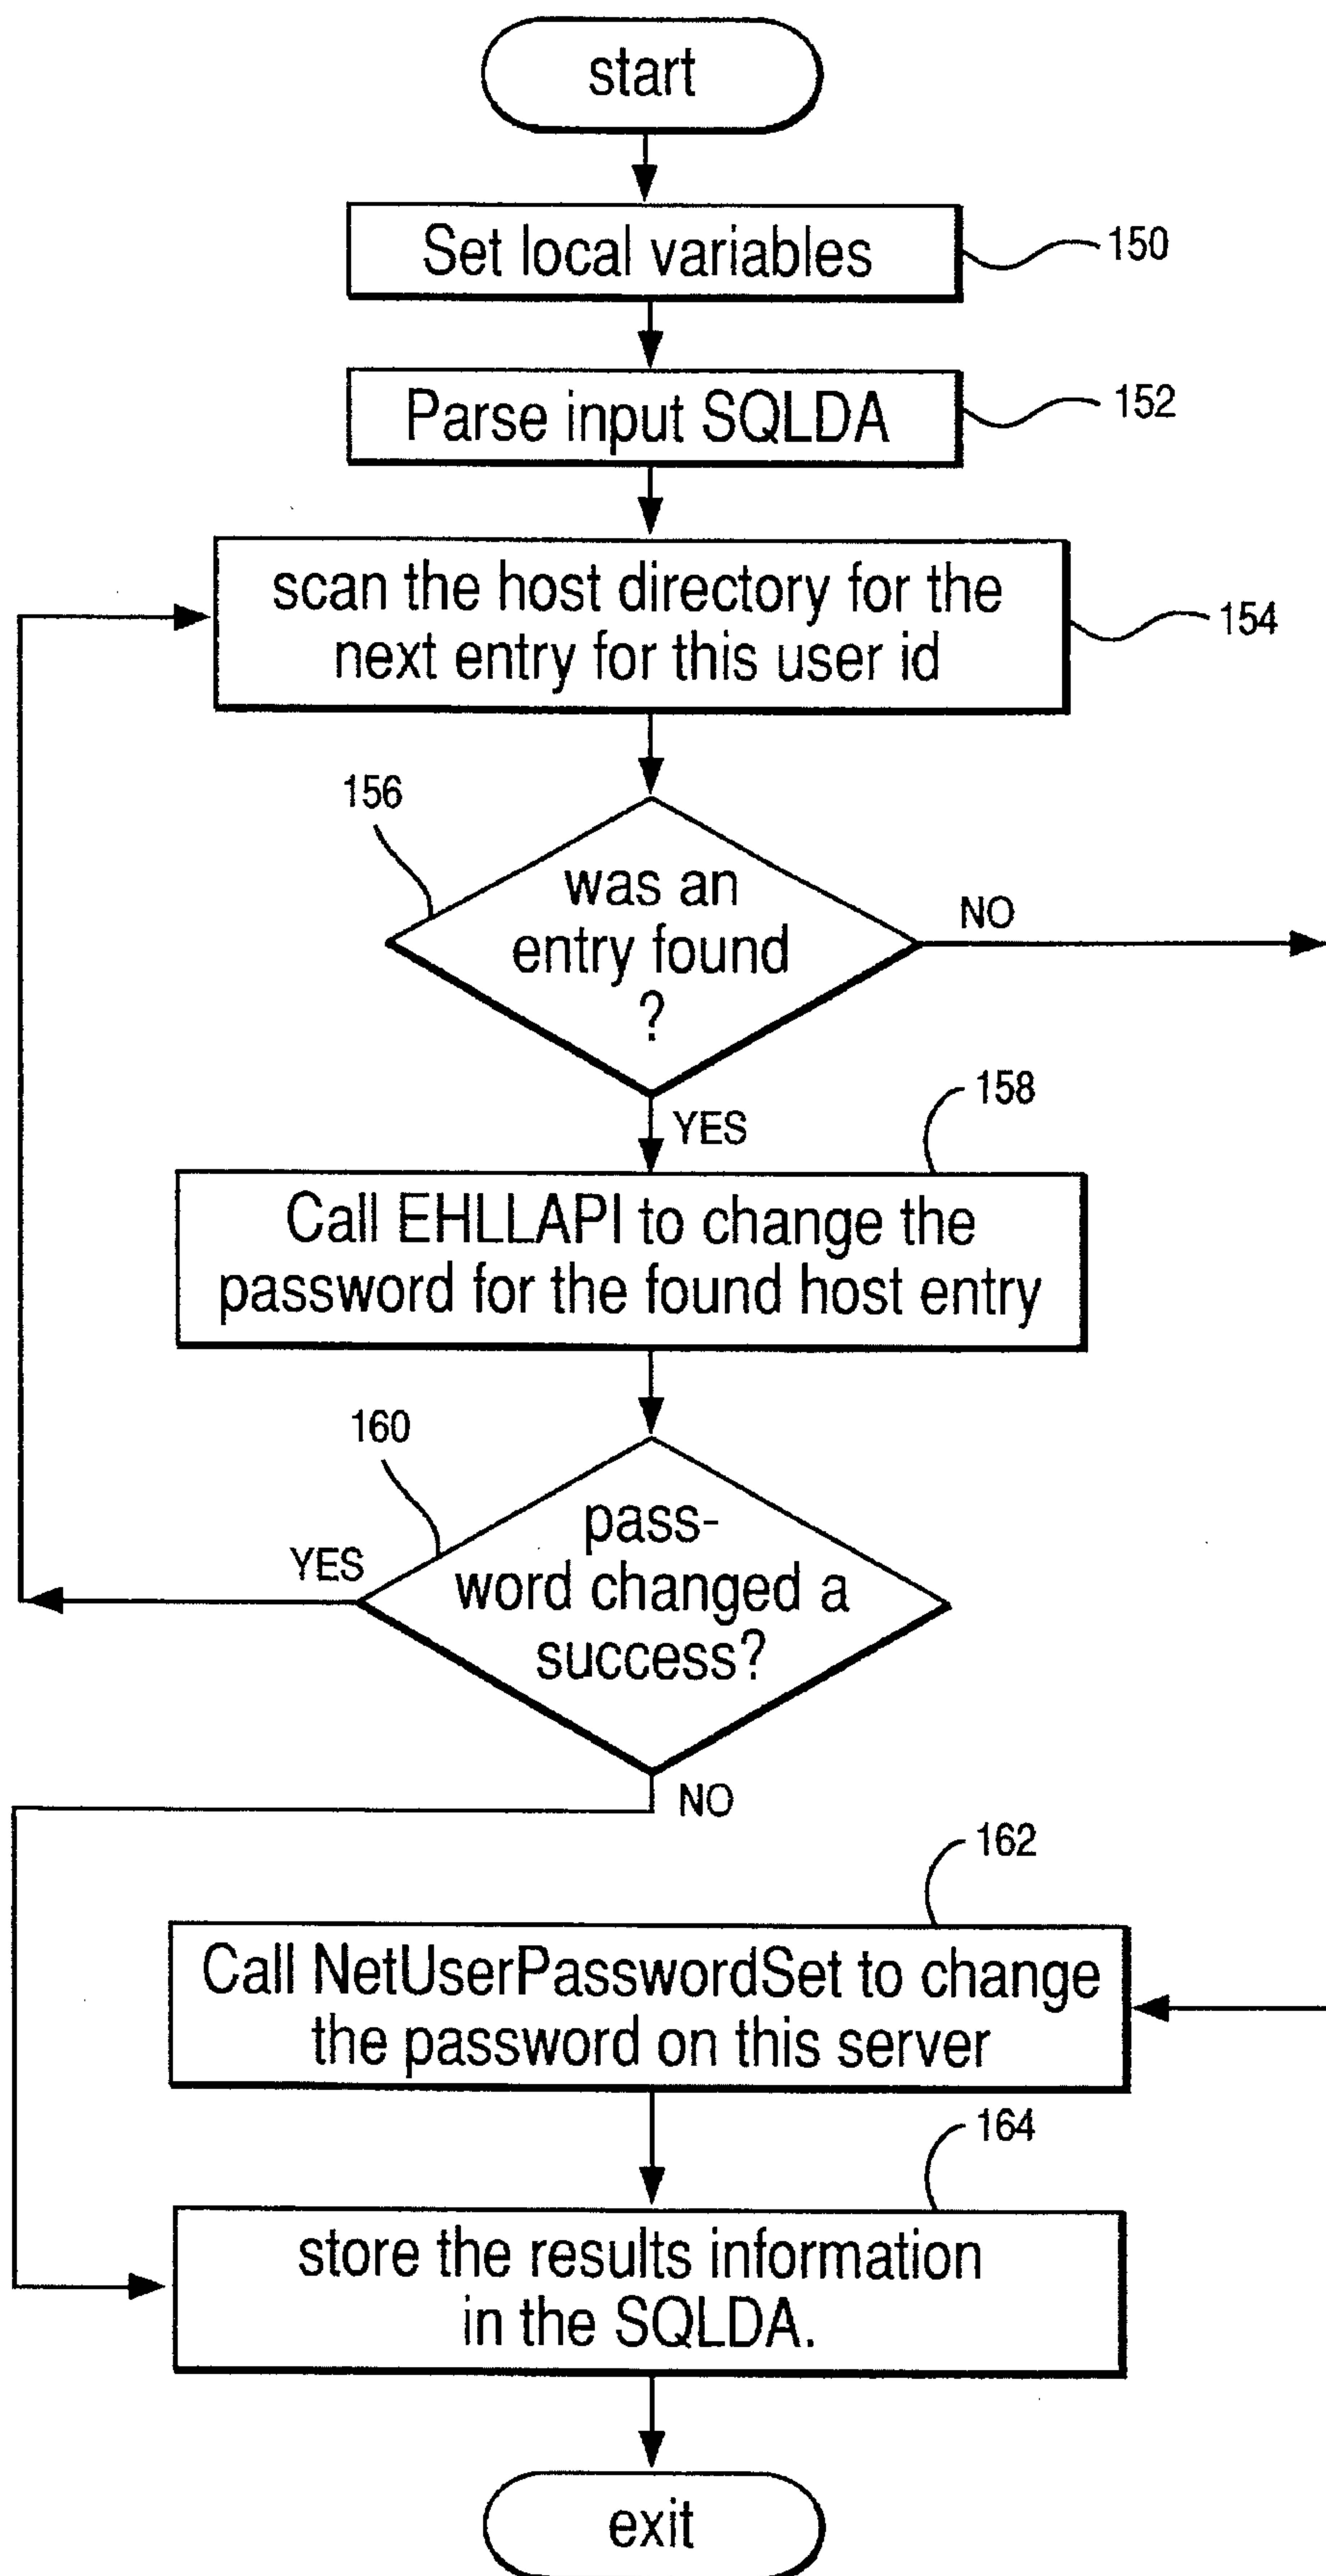 start
Set local variables
150
Parse input SQLDA
152
scan the host directory for the
next entry for this user id
154
156
was an
entry found
?
NO
YES
158
Call EHLLAPI to change the
password for the found host entry
160
pass-
word changed a
success?
YES
NO
162
Call NetUserPasswordSet to change
the password on this server
164
store the results information
in the SQLDA.
exit